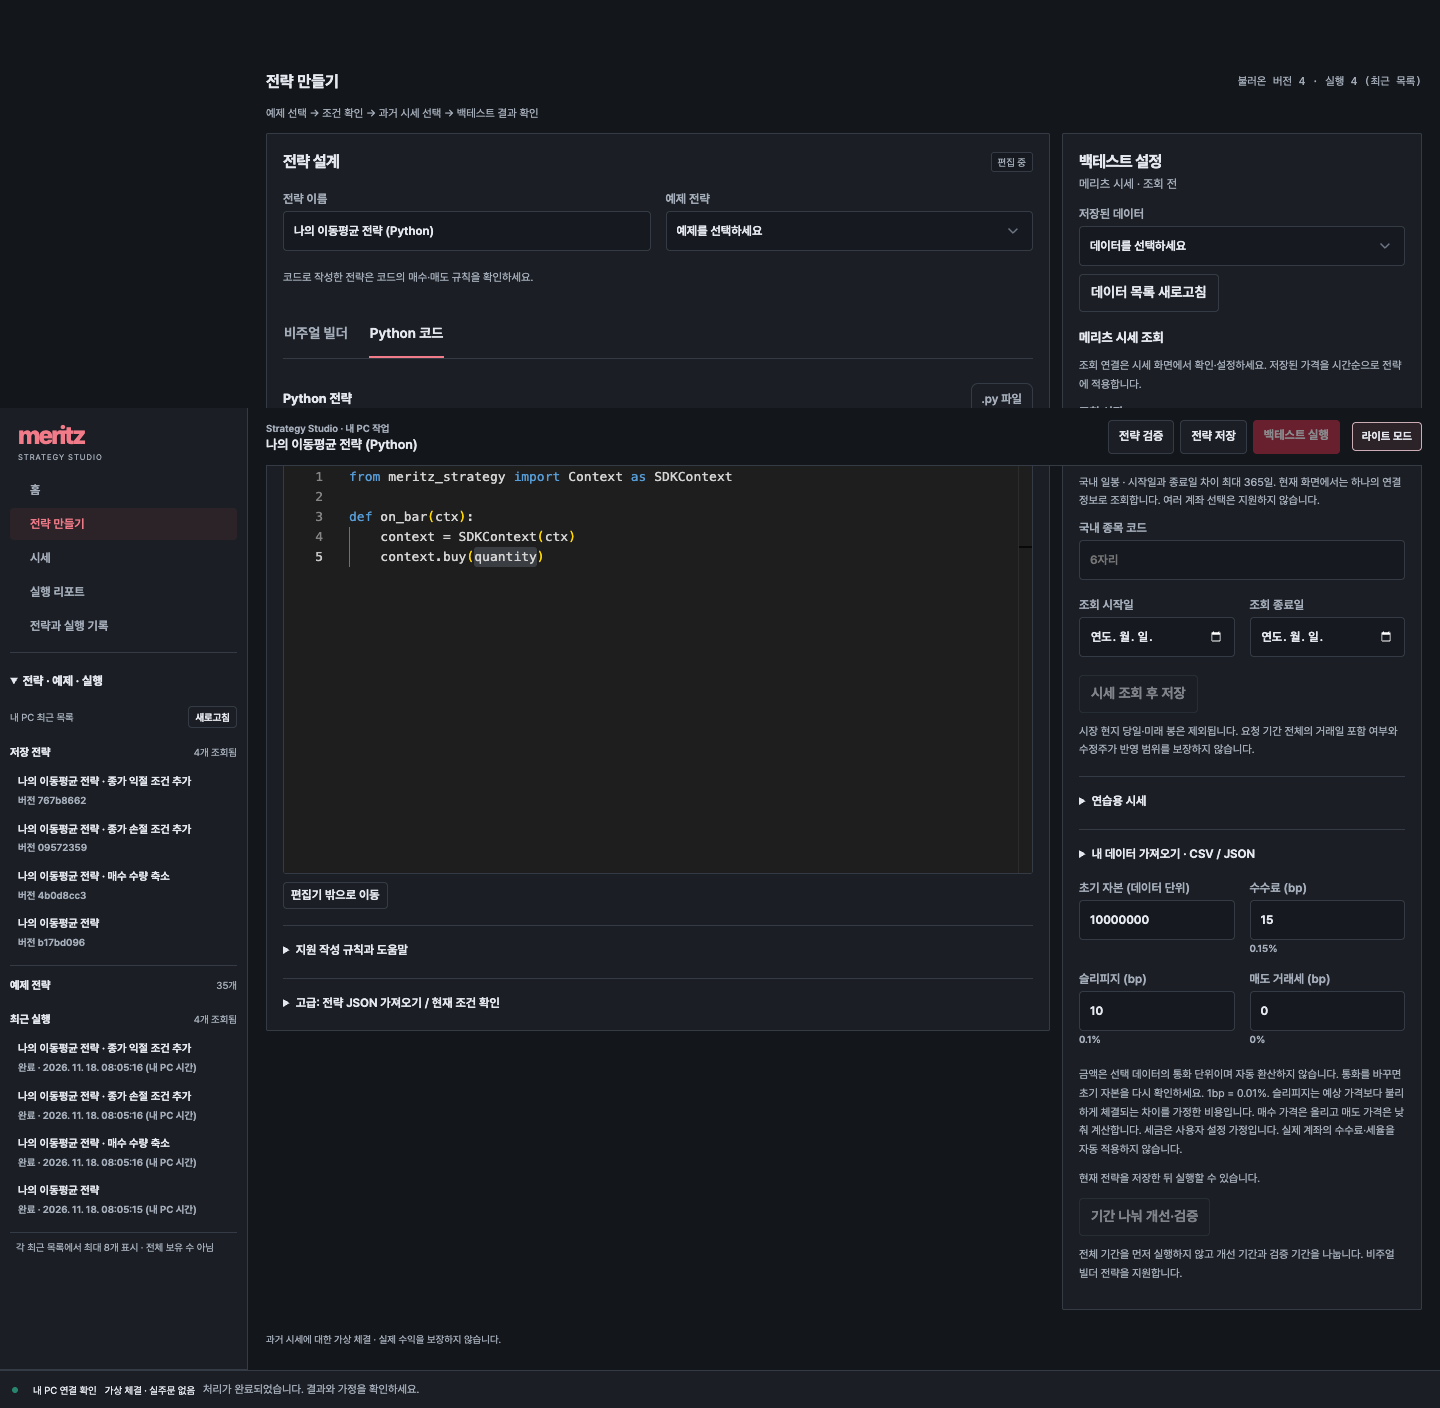 전략 만들기
불러온 버전 4 · 실행 4 (최근 목록)
예제 선택 → 조건 확인 → 과거 시세 선택 → 백테스트 결과 확인
전략 설계
편집 중
전략 이름
예제 전략
나의 이동평균 전략 (Python)
예제를 선택하세요
코드로 작성한 전략은 코드의 매수·매도 규칙을 확인하세요.
비주얼 빌더
Python 코드
Python 전략
.py 파일
백테스트 설정
메리츠 시세 · 조회 전
저장된 데이터
데이터를 선택하세요
데이터 목록 새로고침
메리츠 시세 조회
조회 연결은 시세 화면에서 확인·설정하세요. 저장된 가격을 시간순으로 전략
에 적용합니다.
meritz
STRATEGY STUDIO
Strategy Studio · 내 PC 작업
나의 이동평균 전략 (Python)
전략 검증
전략 저장
백테스트 실행
라이트 모드
홈
전략 만들기
시세
실행 리포트
전략과 실행 기록
전략 · 예제 · 실행
내 PC 최근 목록
새로고침
저장 전략
4개 조회됨
나의 이동평균 전략 · 종가 익절 조건 추가
버전 767b8662
나의 이동평균 전략 · 종가 손절 조건 추가
버전 09572359
나의 이동평균 전략 · 매수 수량 축소
버전 4b0d8cc3
나의 이동평균 전략
버전 b17bd096
예제 전략
35개
최근 실행
4개 조회됨
나의 이동평균 전략 · 종가 익절 조건 추가
완료 · 2026. 11. 18. 08:05:16 (내 PC 시간)
나의 이동평균 전략 · 종가 손절 조건 추가
완료 · 2026. 11. 18. 08:05:16 (내 PC 시간)
나의 이동평균 전략 · 매수 수량 축소
완료 · 2026. 11. 18. 08:05:16 (내 PC 시간)
나의 이동평균 전략
완료 · 2026. 11. 18. 08:05:15 (내 PC 시간)
각 최근 목록에서 최대 8개 표시 · 전체 보유 수 아님
1 from meritz_strategy import Context as SDKContext
2
3 def on_bar(ctx):
4     context = SDKContext(ctx)
5     context.buy(quantity)
편집기 밖으로 이동
지원 작성 규칙과 도움말
고급: 전략 JSON 가져오기 / 현재 조건 확인
국내 일봉 · 시작일과 종료일 차이 최대 365일. 현재 화면에서는 하나의 연결
정보로 조회합니다. 여러 계좌 선택은 지원하지 않습니다.
국내 종목 코드
6자리
조회 시작일
조회 종료일
연도. 월. 일.
연도. 월. 일.
시세 조회 후 저장
시장 현지 당일·미래 봉은 제외됩니다. 요청 기간 전체의 거래일 포함 여부와
수정주가 반영 범위를 보장하지 않습니다.
연습용 시세
내 데이터 가져오기 · CSV / JSON
초기 자본 (데이터 단위)
수수료 (bp)
10000000
15
0.15%
슬리피지 (bp)
매도 거래세 (bp)
10
0
0.1%
0%
금액은 선택 데이터의 통화 단위이며 자동 환산하지 않습니다. 통화를 바꾸면
초기 자본을 다시 확인하세요. 1bp = 0.01%. 슬리피지는 예상 가격보다 불리
하게 체결되는 차이를 가정한 비용입니다. 매수 가격은 올리고 매도 가격은 낮
춰 계산합니다. 세금은 사용자 설정 가정입니다. 실제 계좌의 수수료·세율을
자동 적용하지 않습니다.
현재 전략을 저장한 뒤 실행할 수 있습니다.
기간 나눠 개선·검증
전체 기간을 먼저 실행하지 않고 개선 기간과 검증 기간을 나눕니다. 비주얼
빌더 전략을 지원합니다.
과거 시세에 대한 가상 체결 · 실제 수익을 보장하지 않습니다.
내 PC 연결 확인
가상 체결 · 실주문 없음
처리가 완료되었습니다. 결과와 가정을 확인하세요.